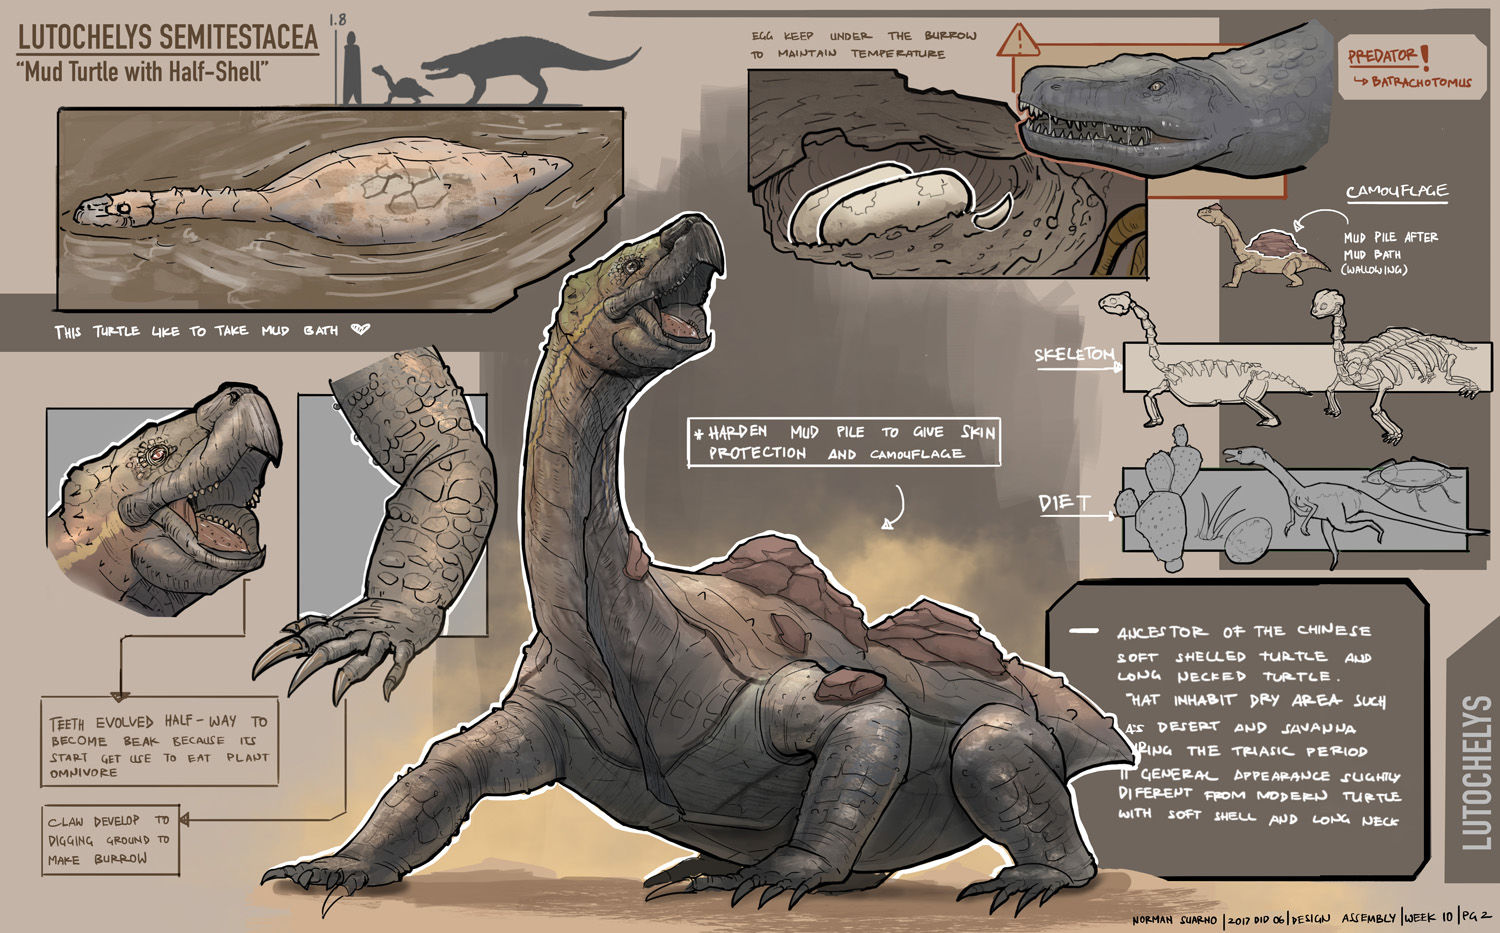 LUTOCHELYS SEMITESTACEA
"Mud Turtle with Half-Shell"
1.8
EGG KEEP UNDER THE BURROW
TO MAINTAIN TEMPERATURE
PREDATOR!
BATRACHOTOMUS
CAMOUFLAGE
MUD PILE AFTER
MUD BATH
(WALLOWING)
THIS TURTLE LIKE TO TAKE MUD BATH
SKELETON
* HARDEN MUD PILE TO GIVE SKIN
PROTECTION AND CAMOUFLAGE
DIET
ANCESTOR OF THE CHINESE
SOFT SHELLED TURTLE AND
LONG NECKED TURTLE.
HAT INHABIT DRY AREA SUCH
AS DESERT AND SAVANNA
RING THE TRIASIC PERIOD
GENERAL APPEARANCE SLIGHTLY
DIFERENT FROM MODERN TURTLE
WITH SOFT SHELL AND LONG NECK
TEETH EVOLVED HALF-WAY TO
BECOME BEAK BECAUSE ITS
START GET USE TO EAT PLANT
OMNIVORE
CLAW DEVELOP TO
DIGGING GROUND TO
MAKE BURROW
LUTOCHELYS
NORMAN SUARHO | 2017 DID 06 | DESIGN ASSEMBLY | WEEK 10 | PG 2